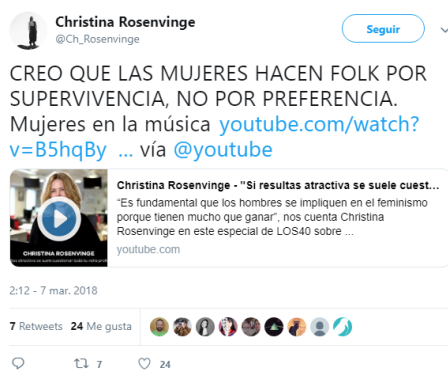 Christina Rosenvinge
@Ch_Rosenvinge
Seguir
CREO QUE LAS MUJERES HACEN FOLK POR
SUPERVIVENCIA, NO POR PREFERENCIA.
Mujeres en la música youtube.com/watch?
v=B5hqBy ... vía @youtube
Christina Rosenvinge - "Si resultas atractiva se suele cuest...
“Es fundamental que los hombres se impliquen en el feminismo
porque tienen mucho que ganar”, nos cuenta Christina
Rosenvinge en este especial de LOS40 sobre ...
youtube.com
CHRISTINA ROSENVINGE
2:12 - 7 mar. 2018
7 Retweets 24 Me gusta
7 24